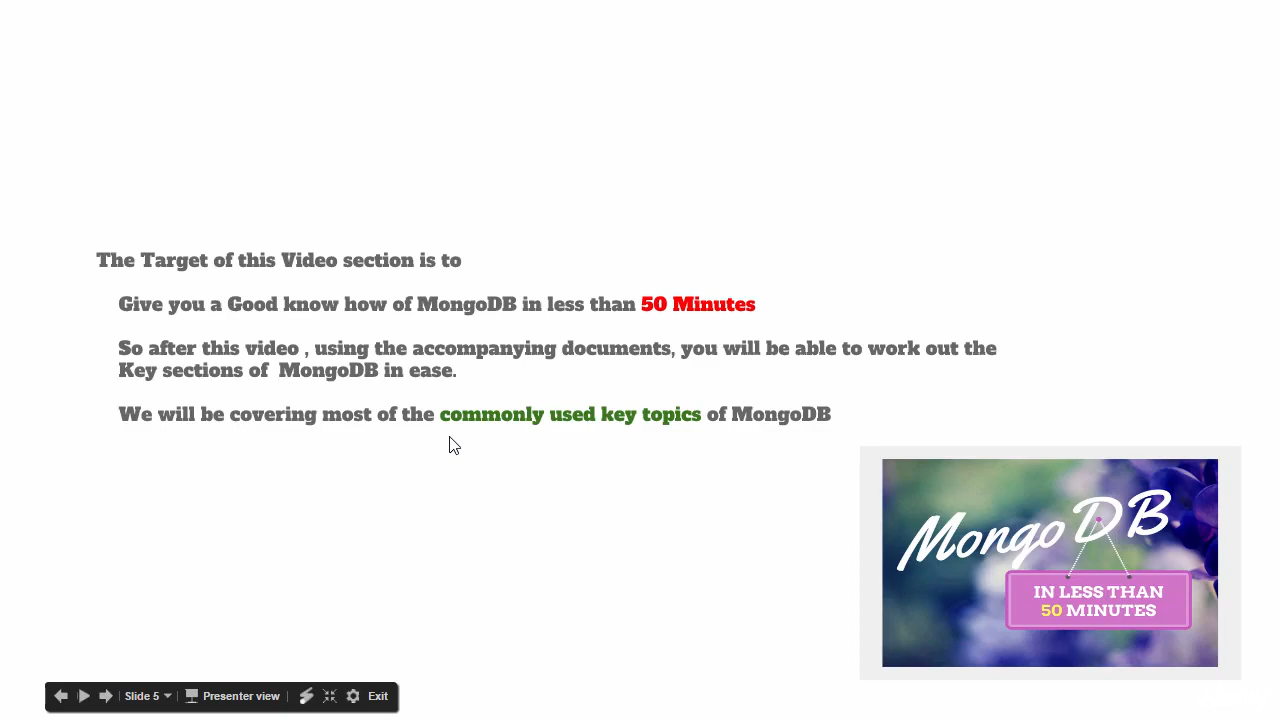 The Target of this Video section is to
Give you a Good know how of MongoDB in less than 50 Minutes
So after this video , using the accompanying documents, you will be able to work out the
Key sections of MongoDB in ease.
We will be covering most of the commonly used key topics of MongoDB
MongoDB
IN LESS THAN
50 MINUTES
Slide 5
Presenter view
Exit